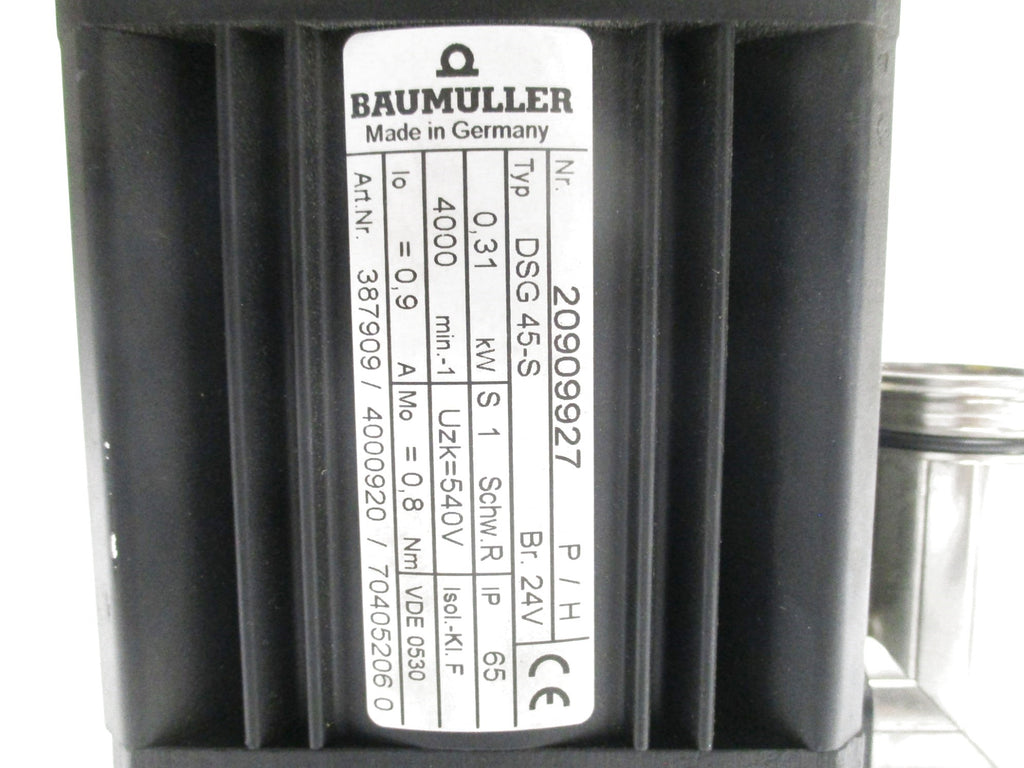 BAUMÜLLER
Made in Germany
Nr. 20909927 P / H
Typ DSG 45-S Br. 24V CE
0,31 kW S 1 Schw.R IP 65
4000 min.-1 Uzk=540V Isol.-Kl. F
Io = 0,9 A Mo = 0,8 Nm VDE 0530
Art.Nr. 387909 / 4000920 / 70405206 0